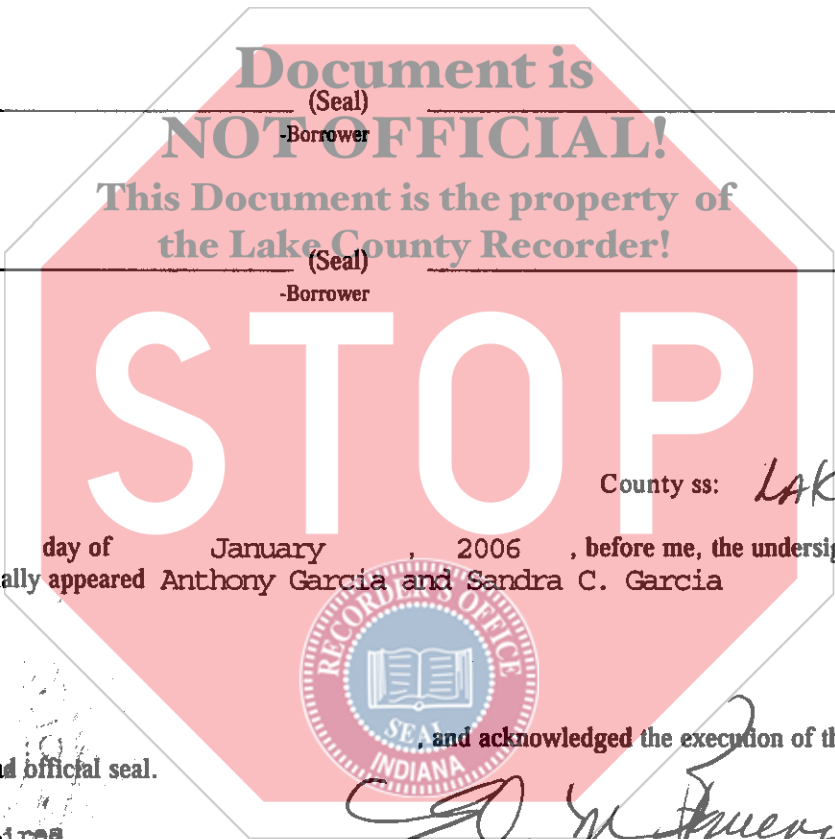 Document is
(Seal)
-Borrower
NOT OFFICIAL!
This Document is the property of
the Lake County Recorder!
(Seal)
-Borrower
STOP
County ss: LAK
day of January , 2006 , before me, the undersig
ally appeared Anthony Garcia and Sandra C. Garcia
RECORDER'S OFFICE
SEAL
INDIANA
, and acknowledged the execution of th
d official seal.